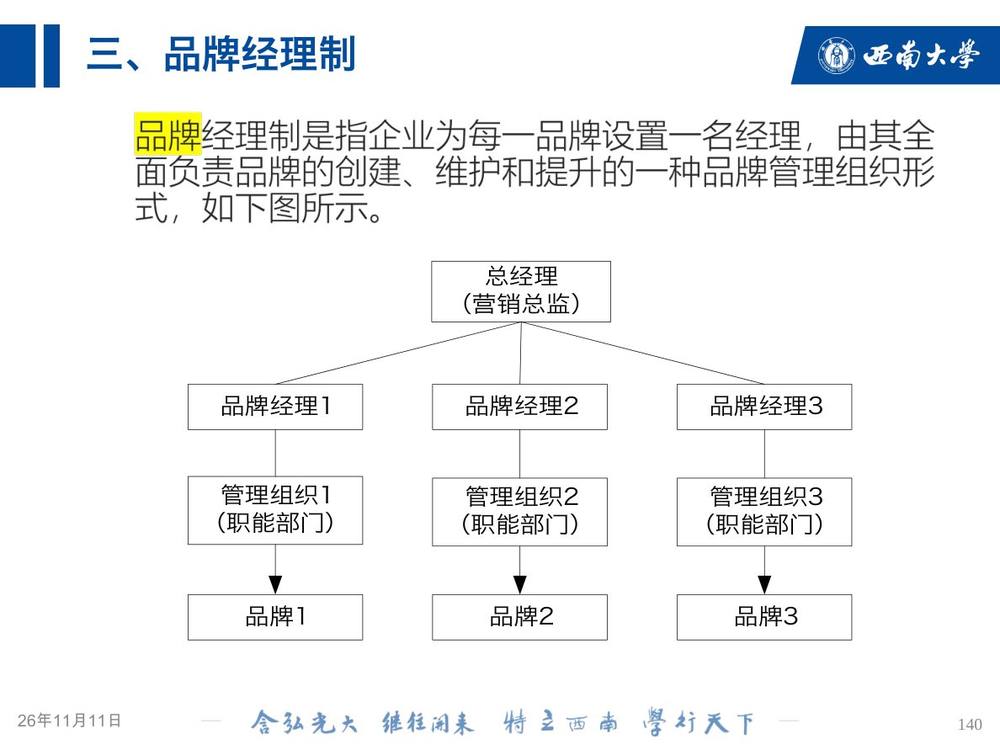 三、品牌经理制
西南大学
品牌经理制是指企业为每一品牌设置一名经理，由其全
面负责品牌的创建、维护和提升的一种品牌管理组织形
式，如下图所示。
总经理
（营销总监）
品牌经理1
品牌经理2
品牌经理3
管理组织1
（职能部门）
管理组织2
（职能部门）
管理组织3
（职能部门）
品牌1
品牌2
品牌3
26年11月11日
含弘光大 继往开来 特立西南 學行天下
140